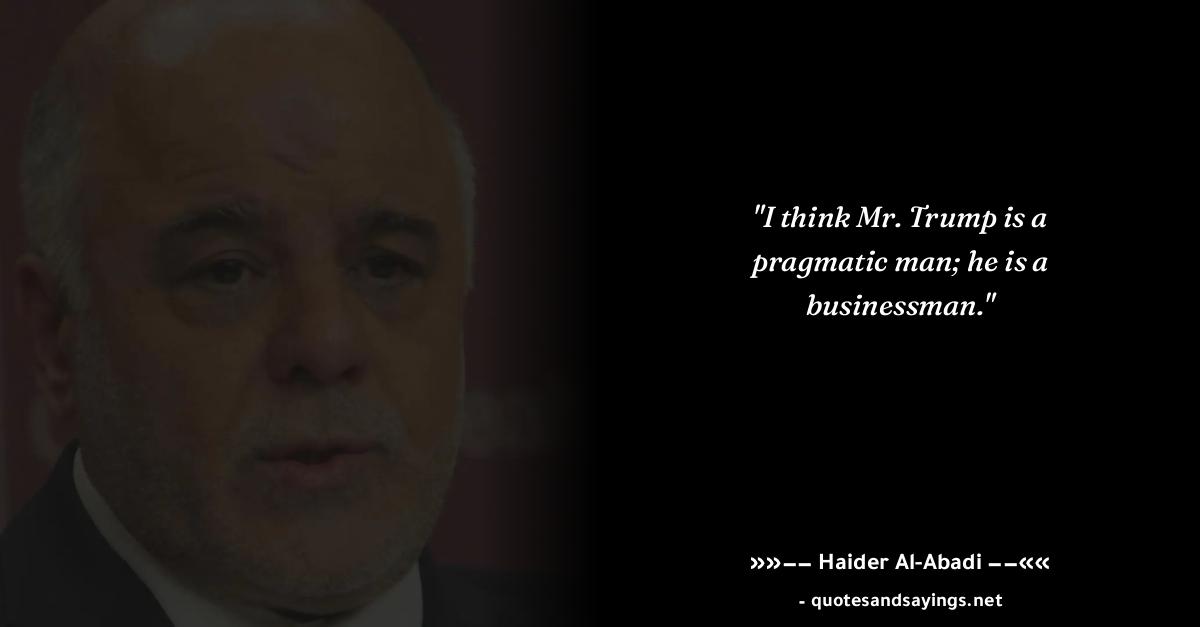 "I think Mr. Trump is a
pragmatic man; he is a
businessman."
»»−− Haider Al-Abadi −−««
- quotesandsayings.net